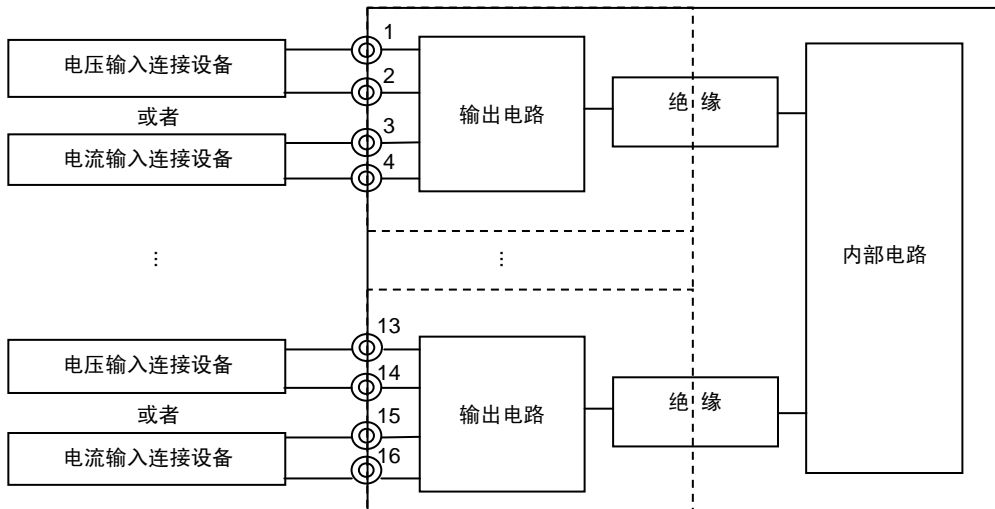 1
电压输入连接设备
2
或者
3
电流输入连接设备
4
输出电路
绝 缘
内部电路
⋮
⋮
13
电压输入连接设备
14
或者
15
电流输入连接设备
16
输出电路
绝 缘